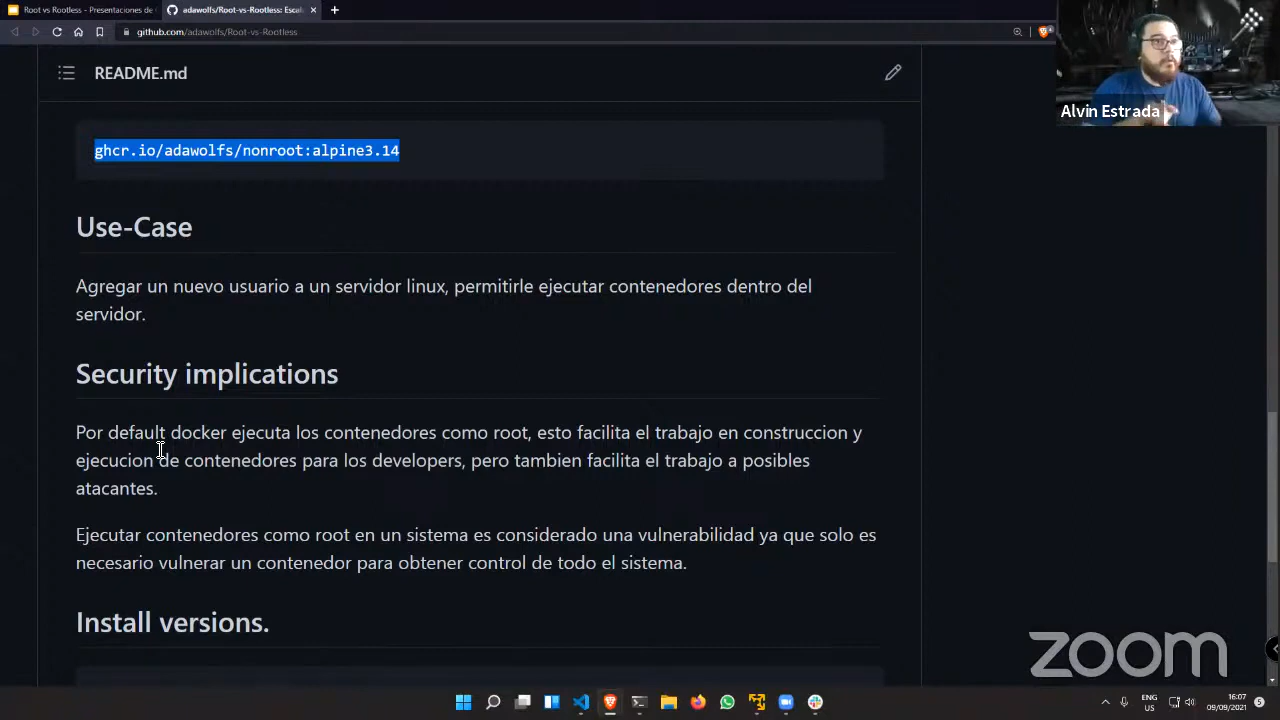 Root vs Rootless - Presentaciones de
adawolfs/Root-vs-Rootless: Escal
github.com/adawolfs/Root-vs-Rootless
README.md
Alvin Estrada
ghcr.io/adawolfs/nonroot:alpine3.14
Use-Case
Agregar un nuevo usuario a un servidor linux, permitirle ejecutar contenedores dentro del
servidor.
Security implications
Por default docker ejecuta los contenedores como root, esto facilita el trabajo en construccion y
ejecucion de contenedores para los developers, pero tambien facilita el trabajo a posibles
atacantes.
Ejecutar contenedores como root en un sistema es considerado una vulnerabilidad ya que solo es
necesario vulnerar un contenedor para obtener control de todo el sistema.
Install versions.
zoom
ENG
US
16:07
09/09/2021